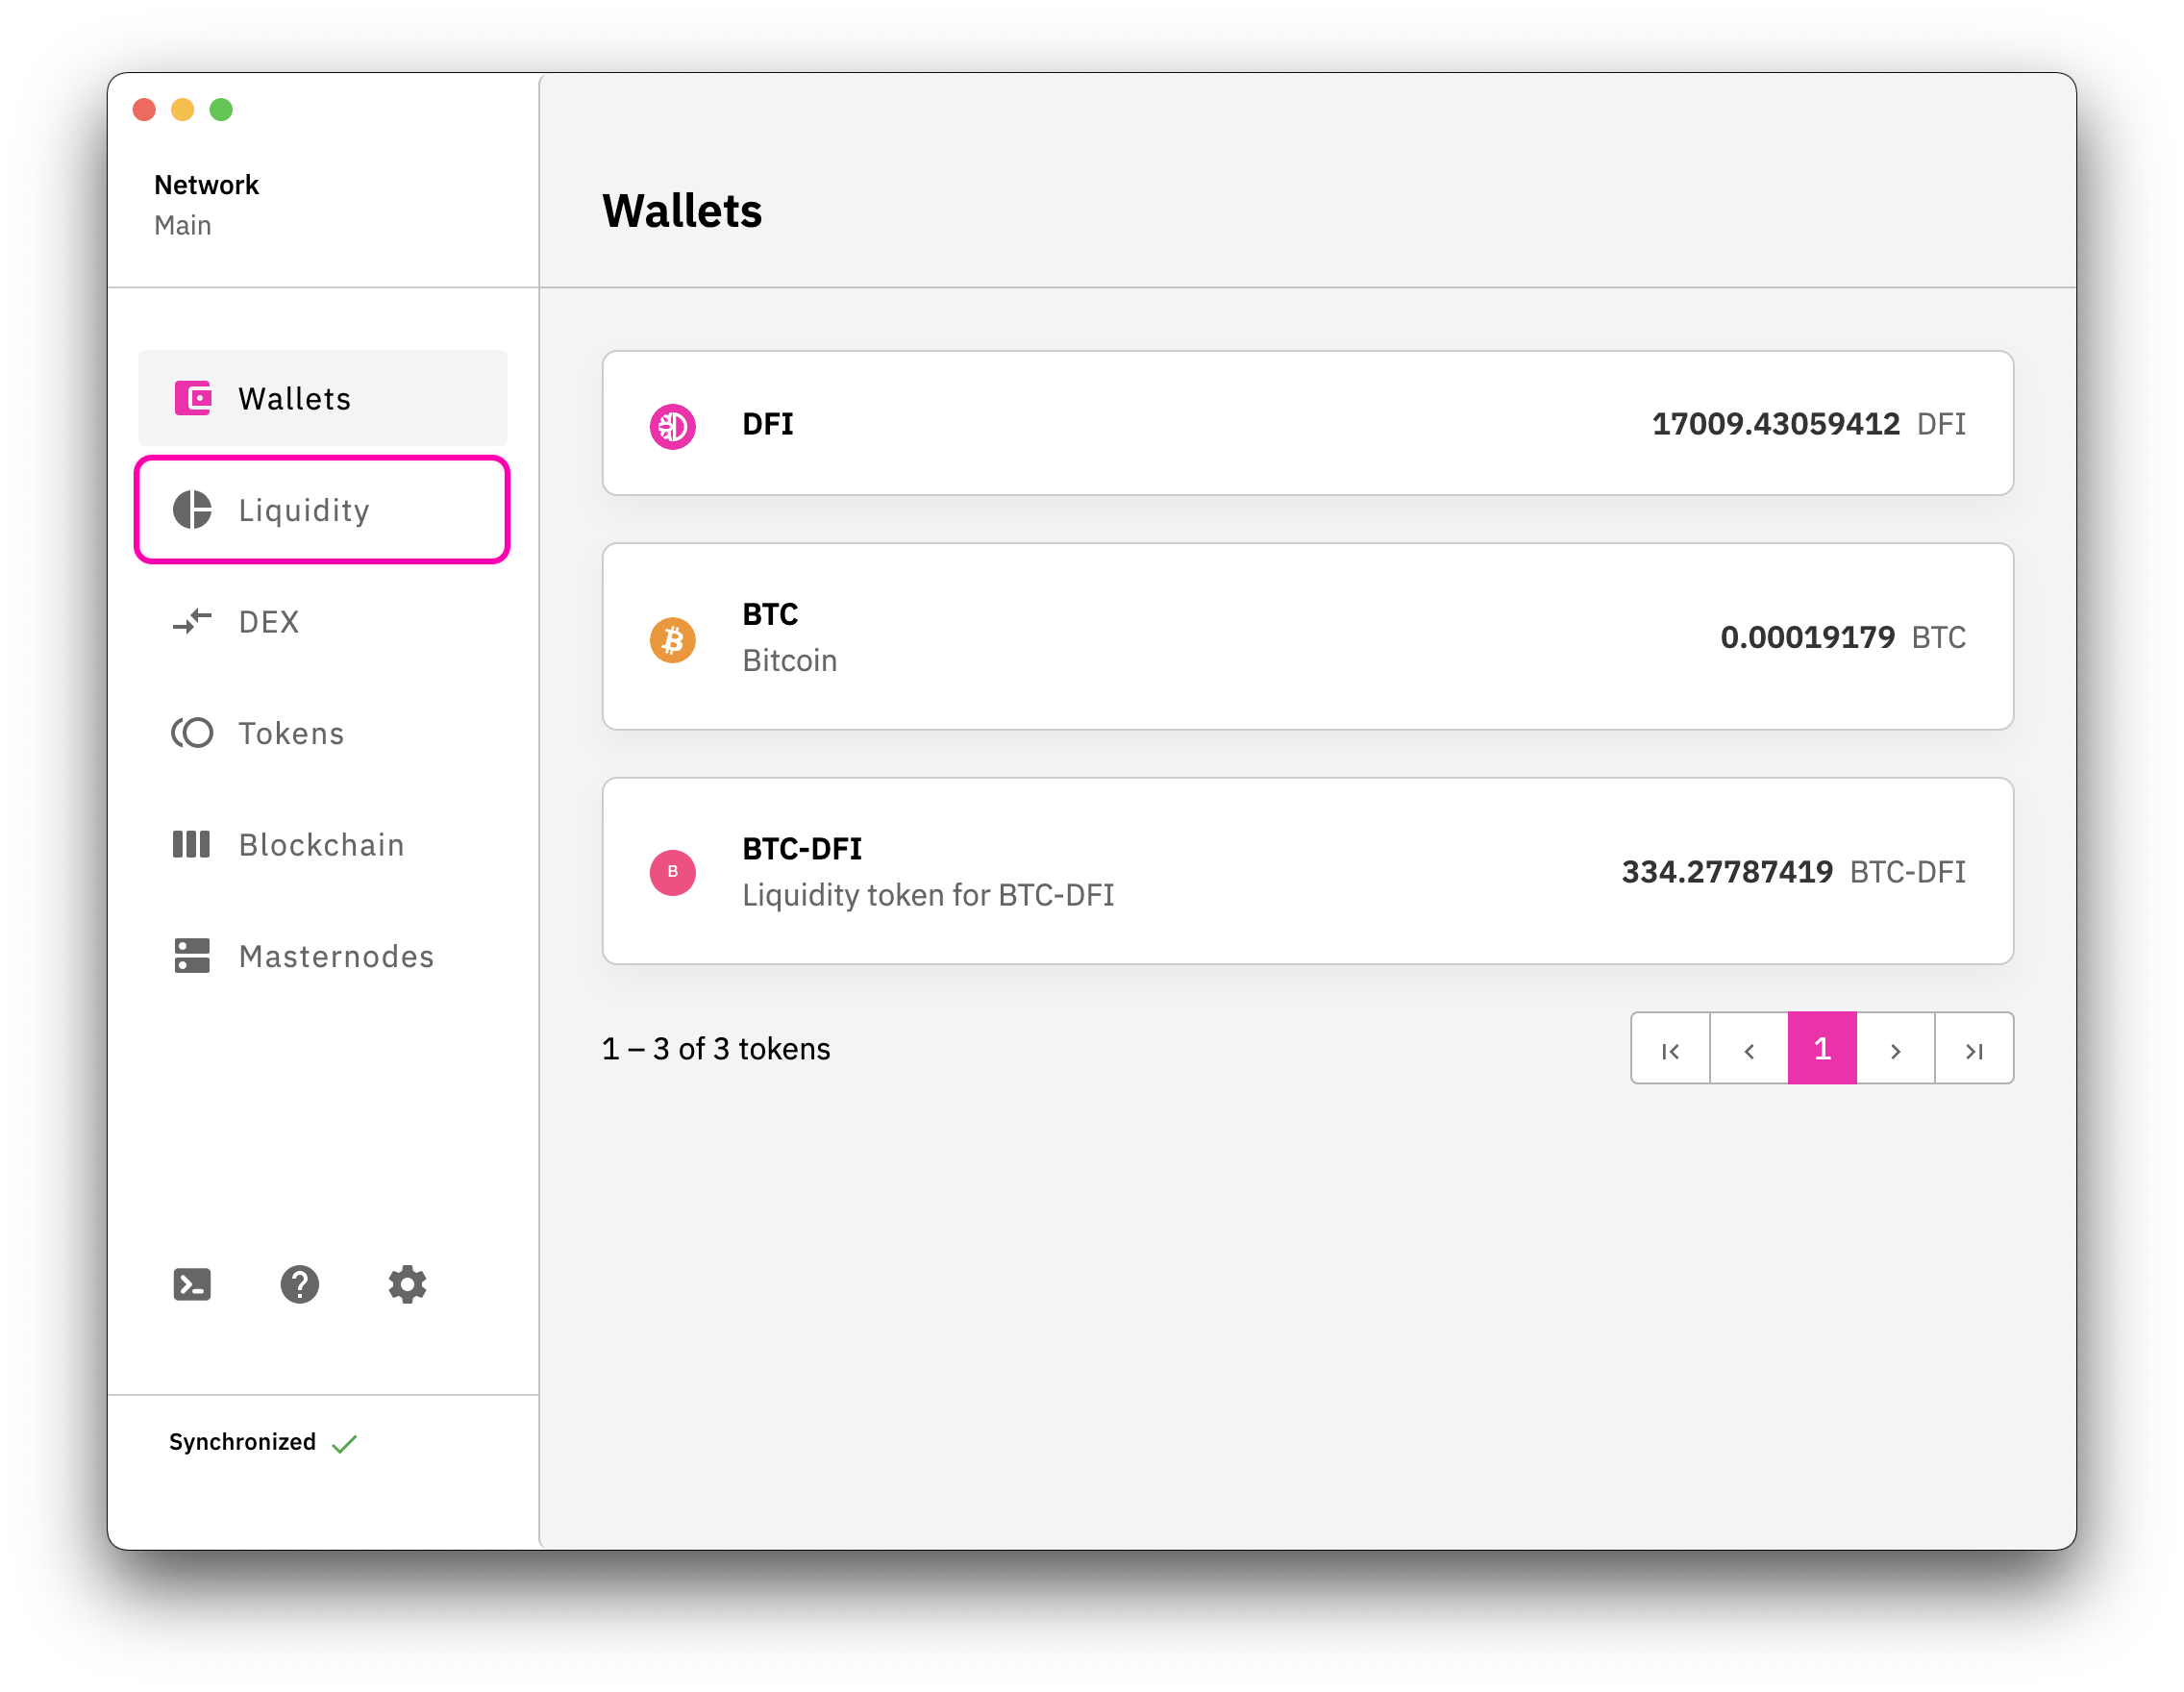 Network
Main
Wallets
Liquidity
DEX
Tokens
Blockchain
Masternodes
Synchronized
Wallets
DFI
17009.43059412 DFI
BTC
Bitcoin
0.00019179 BTC
B
BTC-DFI
Liquidity token for BTC-DFI
334.27787419 BTC-DFI
1 – 3 of 3 tokens
1